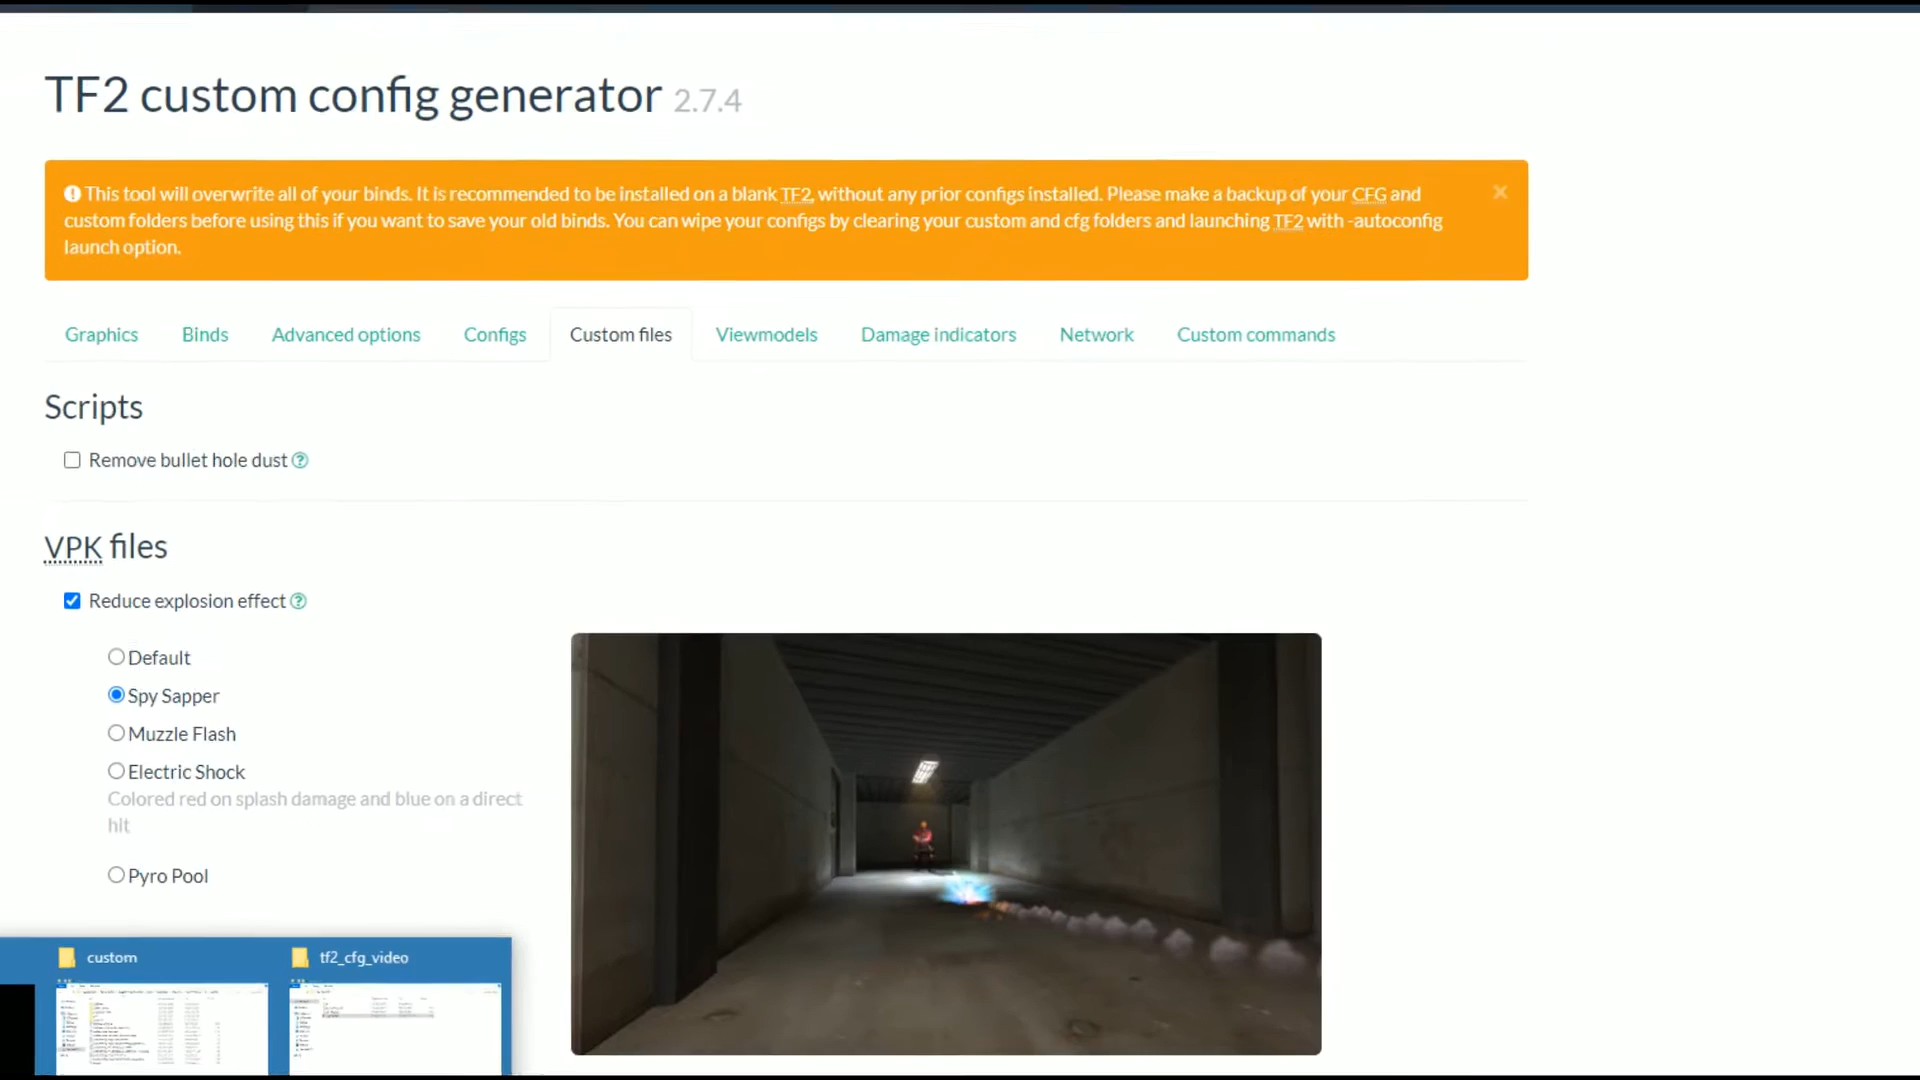 TF2 custom config generator 2.7.4
This tool will overwrite all of your binds. It is recommended to be installed on a blank TF2, without any prior configs installed. Please make a backup of your CFG and
custom folders before using this if you want to save your old binds. You can wipe your configs by clearing your custom and cfg folders and launching TF2 with -autoconfig
launch option.
Graphics Binds Advanced options Configs Custom files Viewmodels Damage indicators Network Custom commands
Scripts
Remove bullet hole dust
VPK files
Reduce explosion effect
Default
Spy Sapper
Muzzle Flash
Electric Shock
Colored red on splash damage and blue on a direct
hit
Pyro Pool
custom tf2_cfg_video